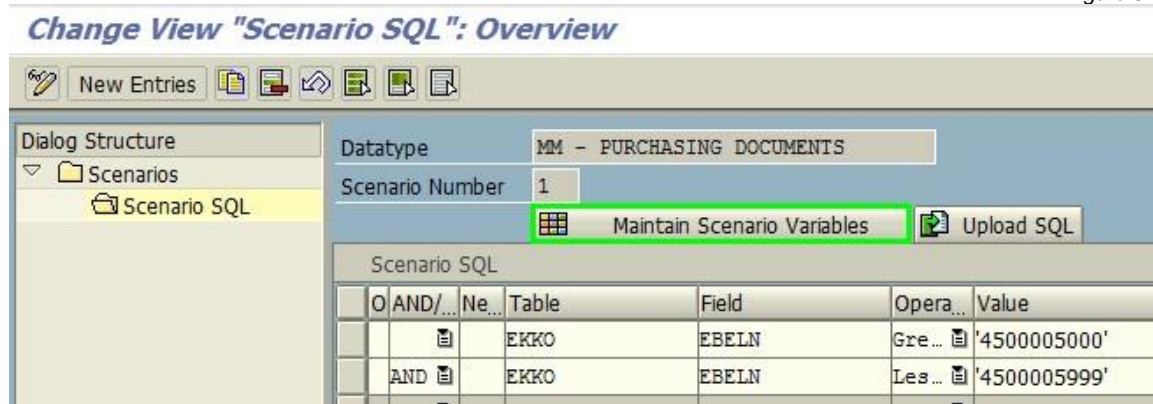 Change View "Scenario SQL": Overview
New Entries
Dialog Structure
Scenarios
Scenario SQL
Datatype MM - PURCHASING DOCUMENTS
Scenario Number 1
Maintain Scenario Variables Upload SQL
Scenario SQL
O AND/... Ne... Table Field Opera... Value
EKKO EBELN Gre... '4500005000'
AND EKKO EBELN Les... '4500005999'